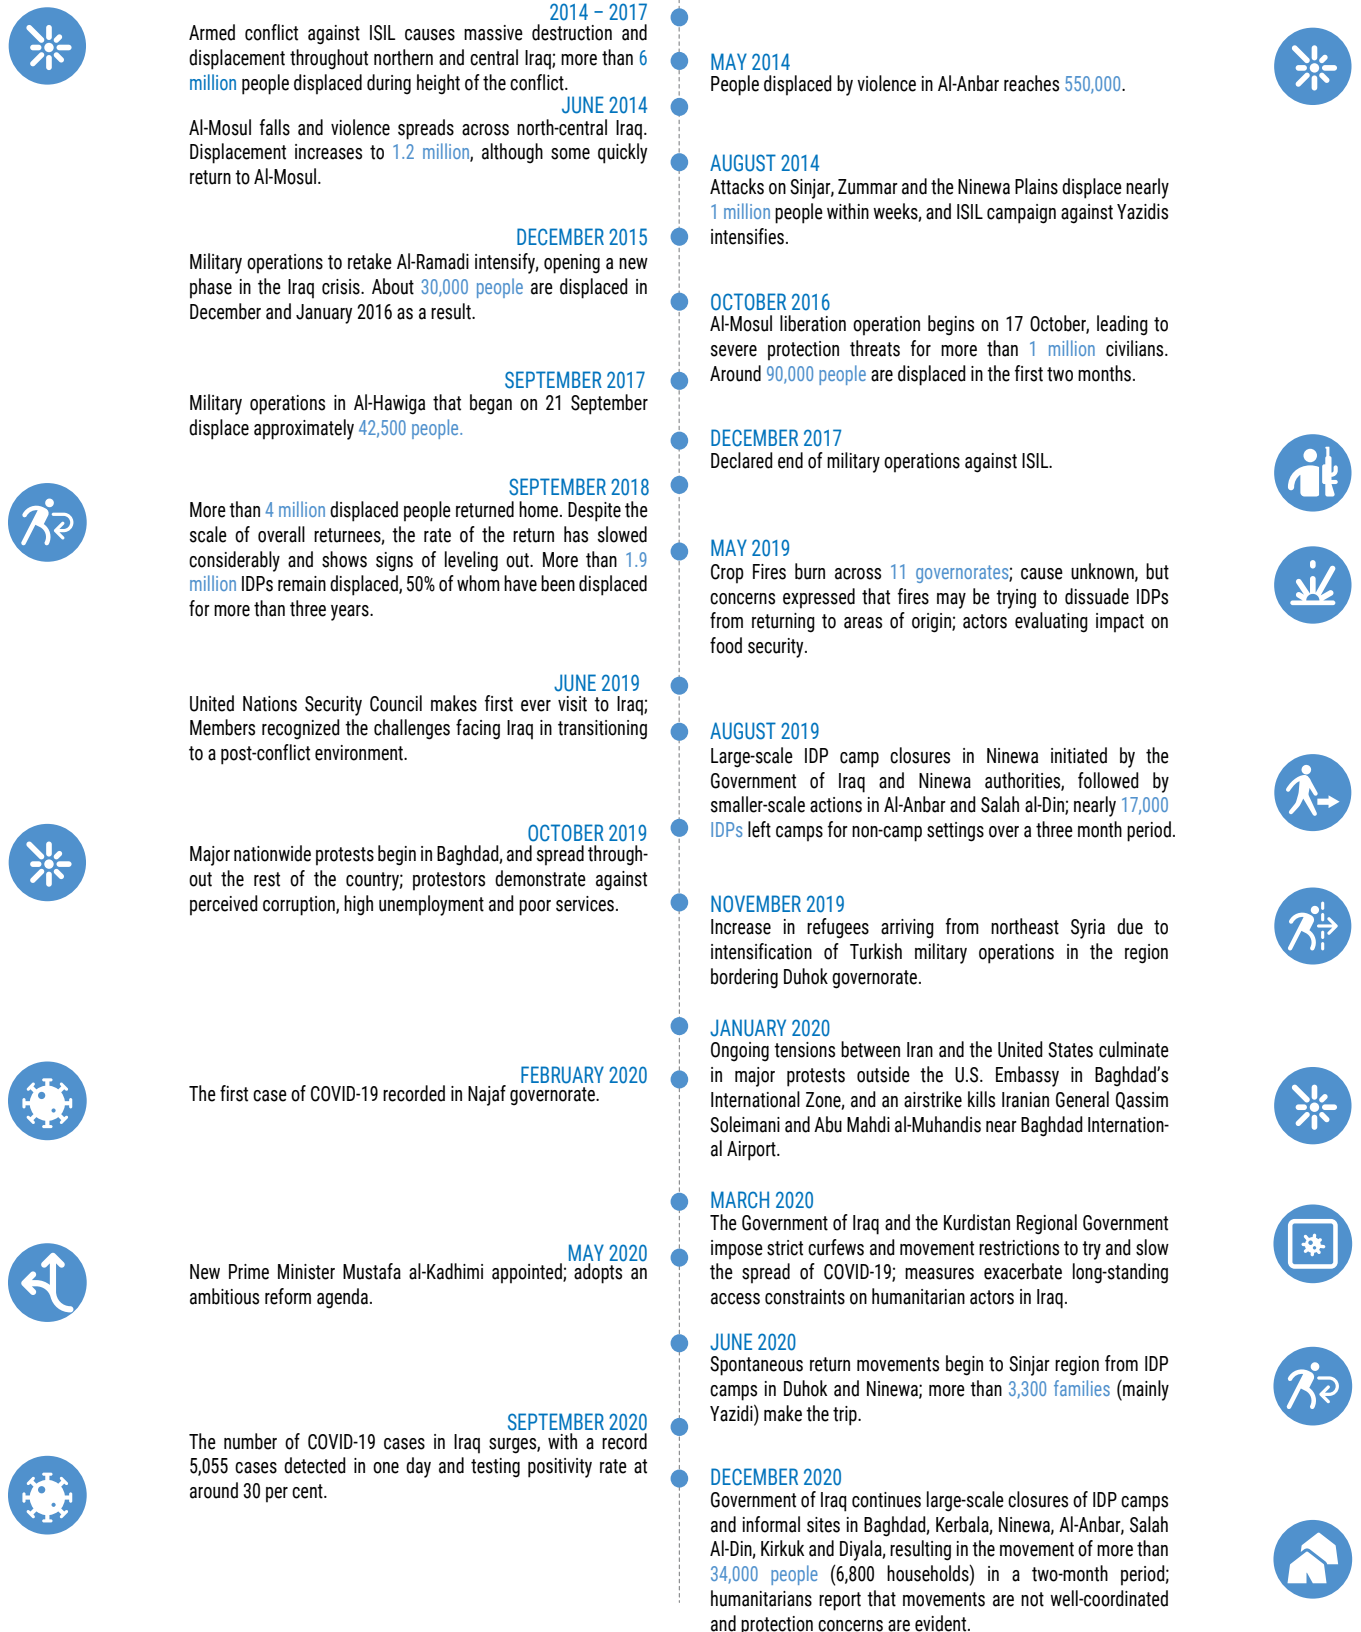 2014 – 2017
Armed conflict against ISIL causes massive destruction and
displacement throughout northern and central Iraq; more than 6
million people displaced during height of the conflict.
MAY 2014
People displaced by violence in Al-Anbar reaches 550,000.
JUNE 2014
Al-Mosul falls and violence spreads across north-central Iraq.
Displacement increases to 1.2 million, although some quickly
return to Al-Mosul.
AUGUST 2014
Attacks on Sinjar, Zummar and the Ninewa Plains displace nearly
1 million people within weeks, and ISIL campaign against Yazidis
intensifies.
DECEMBER 2015
Military operations to retake Al-Ramadi intensify, opening a new
phase in the Iraq crisis. About 30,000 people are displaced in
December and January 2016 as a result.
OCTOBER 2016
Al-Mosul liberation operation begins on 17 October, leading to
severe protection threats for more than 1 million civilians.
Around 90,000 people are displaced in the first two months.
SEPTEMBER 2017
Military operations in Al-Hawiga that began on 21 September
displace approximately 42,500 people.
DECEMBER 2017
Declared end of military operations against ISIL.
SEPTEMBER 2018
More than 4 million displaced people returned home. Despite the
scale of overall returnees, the rate of the return has slowed
considerably and shows signs of leveling out. More than 1.9
million IDPs remain displaced, 50% of whom have been displaced
for more than three years.
MAY 2019
Crop Fires burn across 11 governorates; cause unknown, but
concerns expressed that fires may be trying to dissuade IDPs
from returning to areas of origin; actors evaluating impact on
food security.
JUNE 2019
United Nations Security Council makes first ever visit to Iraq;
Members recognized the challenges facing Iraq in transitioning
to a post-conflict environment.
AUGUST 2019
Large-scale IDP camp closures in Ninewa initiated by the
Government of Iraq and Ninewa authorities, followed by
smaller-scale actions in Al-Anbar and Salah al-Din; nearly 17,000
IDPs left camps for non-camp settings over a three month period.
OCTOBER 2019
Major nationwide protests begin in Baghdad, and spread through-
out the rest of the country; protestors demonstrate against
perceived corruption, high unemployment and poor services.
NOVEMBER 2019
Increase in refugees arriving from northeast Syria due to
intensification of Turkish military operations in the region
bordering Duhok governorate.
JANUARY 2020
Ongoing tensions between Iran and the United States culminate
in major protests outside the U.S. Embassy in Baghdad's
International Zone, and an airstrike kills Iranian General Qassim
Soleimani and Abu Mahdi al-Muhandis near Baghdad Internation-
al Airport.
FEBRUARY 2020
The first case of COVID-19 recorded in Najaf governorate.
MARCH 2020
The Government of Iraq and the Kurdistan Regional Government
impose strict curfews and movement restrictions to try and slow
the spread of COVID-19; measures exacerbate long-standing
access constraints on humanitarian actors in Iraq.
MAY 2020
New Prime Minister Mustafa al-Kadhimi appointed; adopts an
ambitious reform agenda.
JUNE 2020
Spontaneous return movements begin to Sinjar region from IDP
camps in Duhok and Ninewa; more than 3,300 families (mainly
Yazidi) make the trip.
SEPTEMBER 2020
The number of COVID-19 cases in Iraq surges, with a record
5,055 cases detected in one day and testing positivity rate at
around 30 per cent.
DECEMBER 2020
Government of Iraq continues large-scale closures of IDP camps
and informal sites in Baghdad, Kerbala, Ninewa, Al-Anbar, Salah
Al-Din, Kirkuk and Diyala, resulting in the movement of more than
34,000 people (6,800 households) in a two-month period;
humanitarians report that movements are not well-coordinated
and protection concerns are evident.